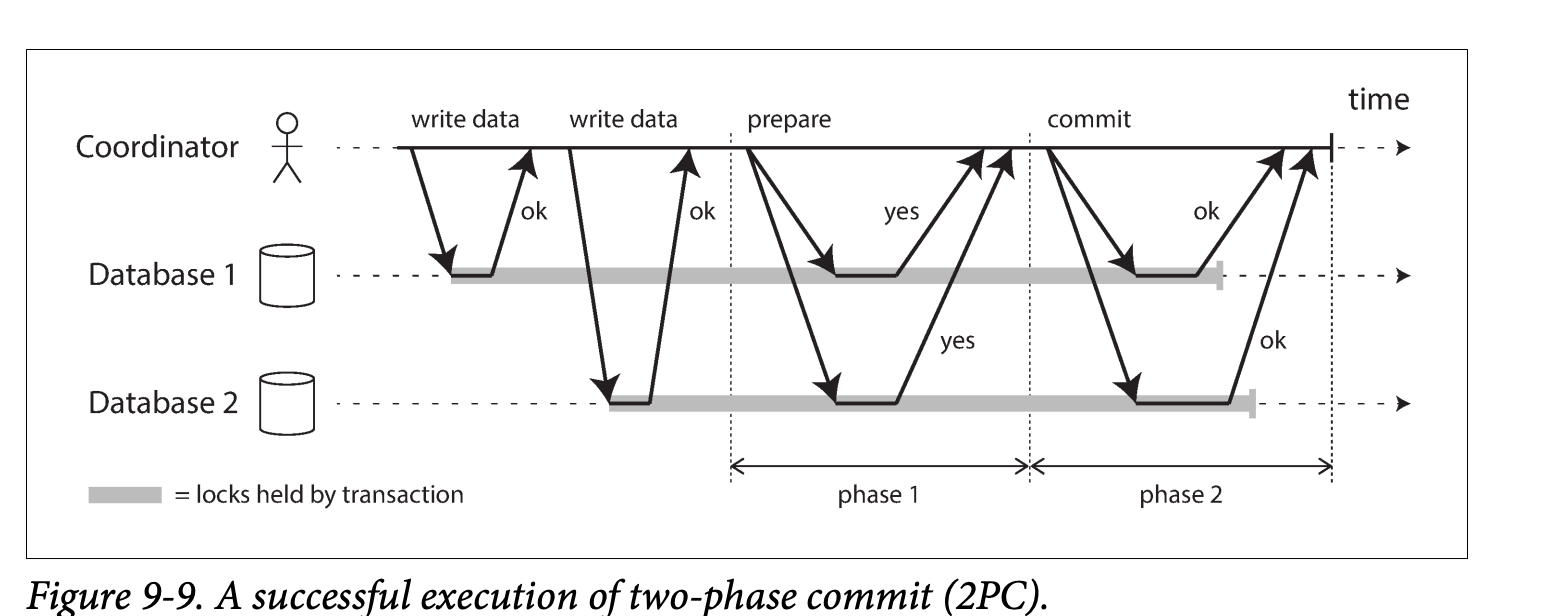 time
write data write data prepare commit
Coordinator
ok ok yes ok
Database 1
yes ok
Database 2
= locks held by transaction phase 1 phase 2
Figure 9-9. A successful execution of two-phase commit (2PC).